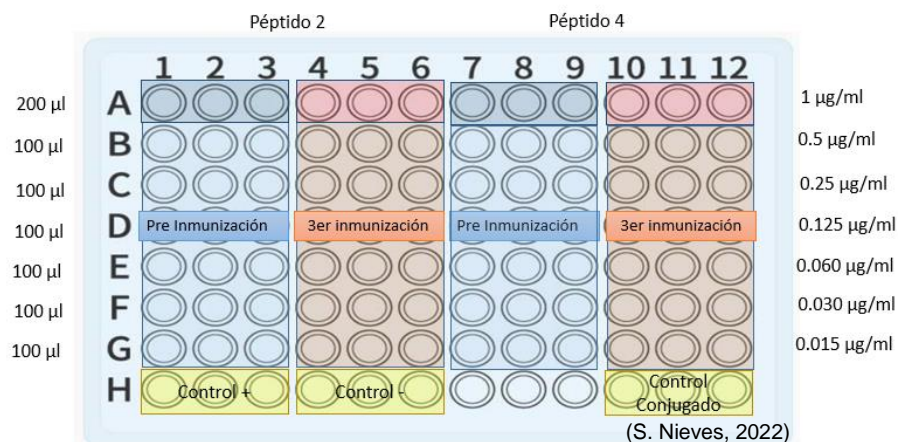 Péptido 2 Péptido 4
1 2 3 4 5 6 7 8 9 10 11 12
200 µl A 1 µg/ml
100 µl B 0.5 µg/ml
100 µl C 0.25 µg/ml
100 µl D Pre Inmunización 3er inmunización Pre Inmunización 3er inmunización 0.125 µg/ml
100 µl E 0.060 µg/ml
100 µl F 0.030 µg/ml
100 µl G 0.015 µg/ml
H Control + Control - Control
Conjugado
(S. Nieves, 2022)